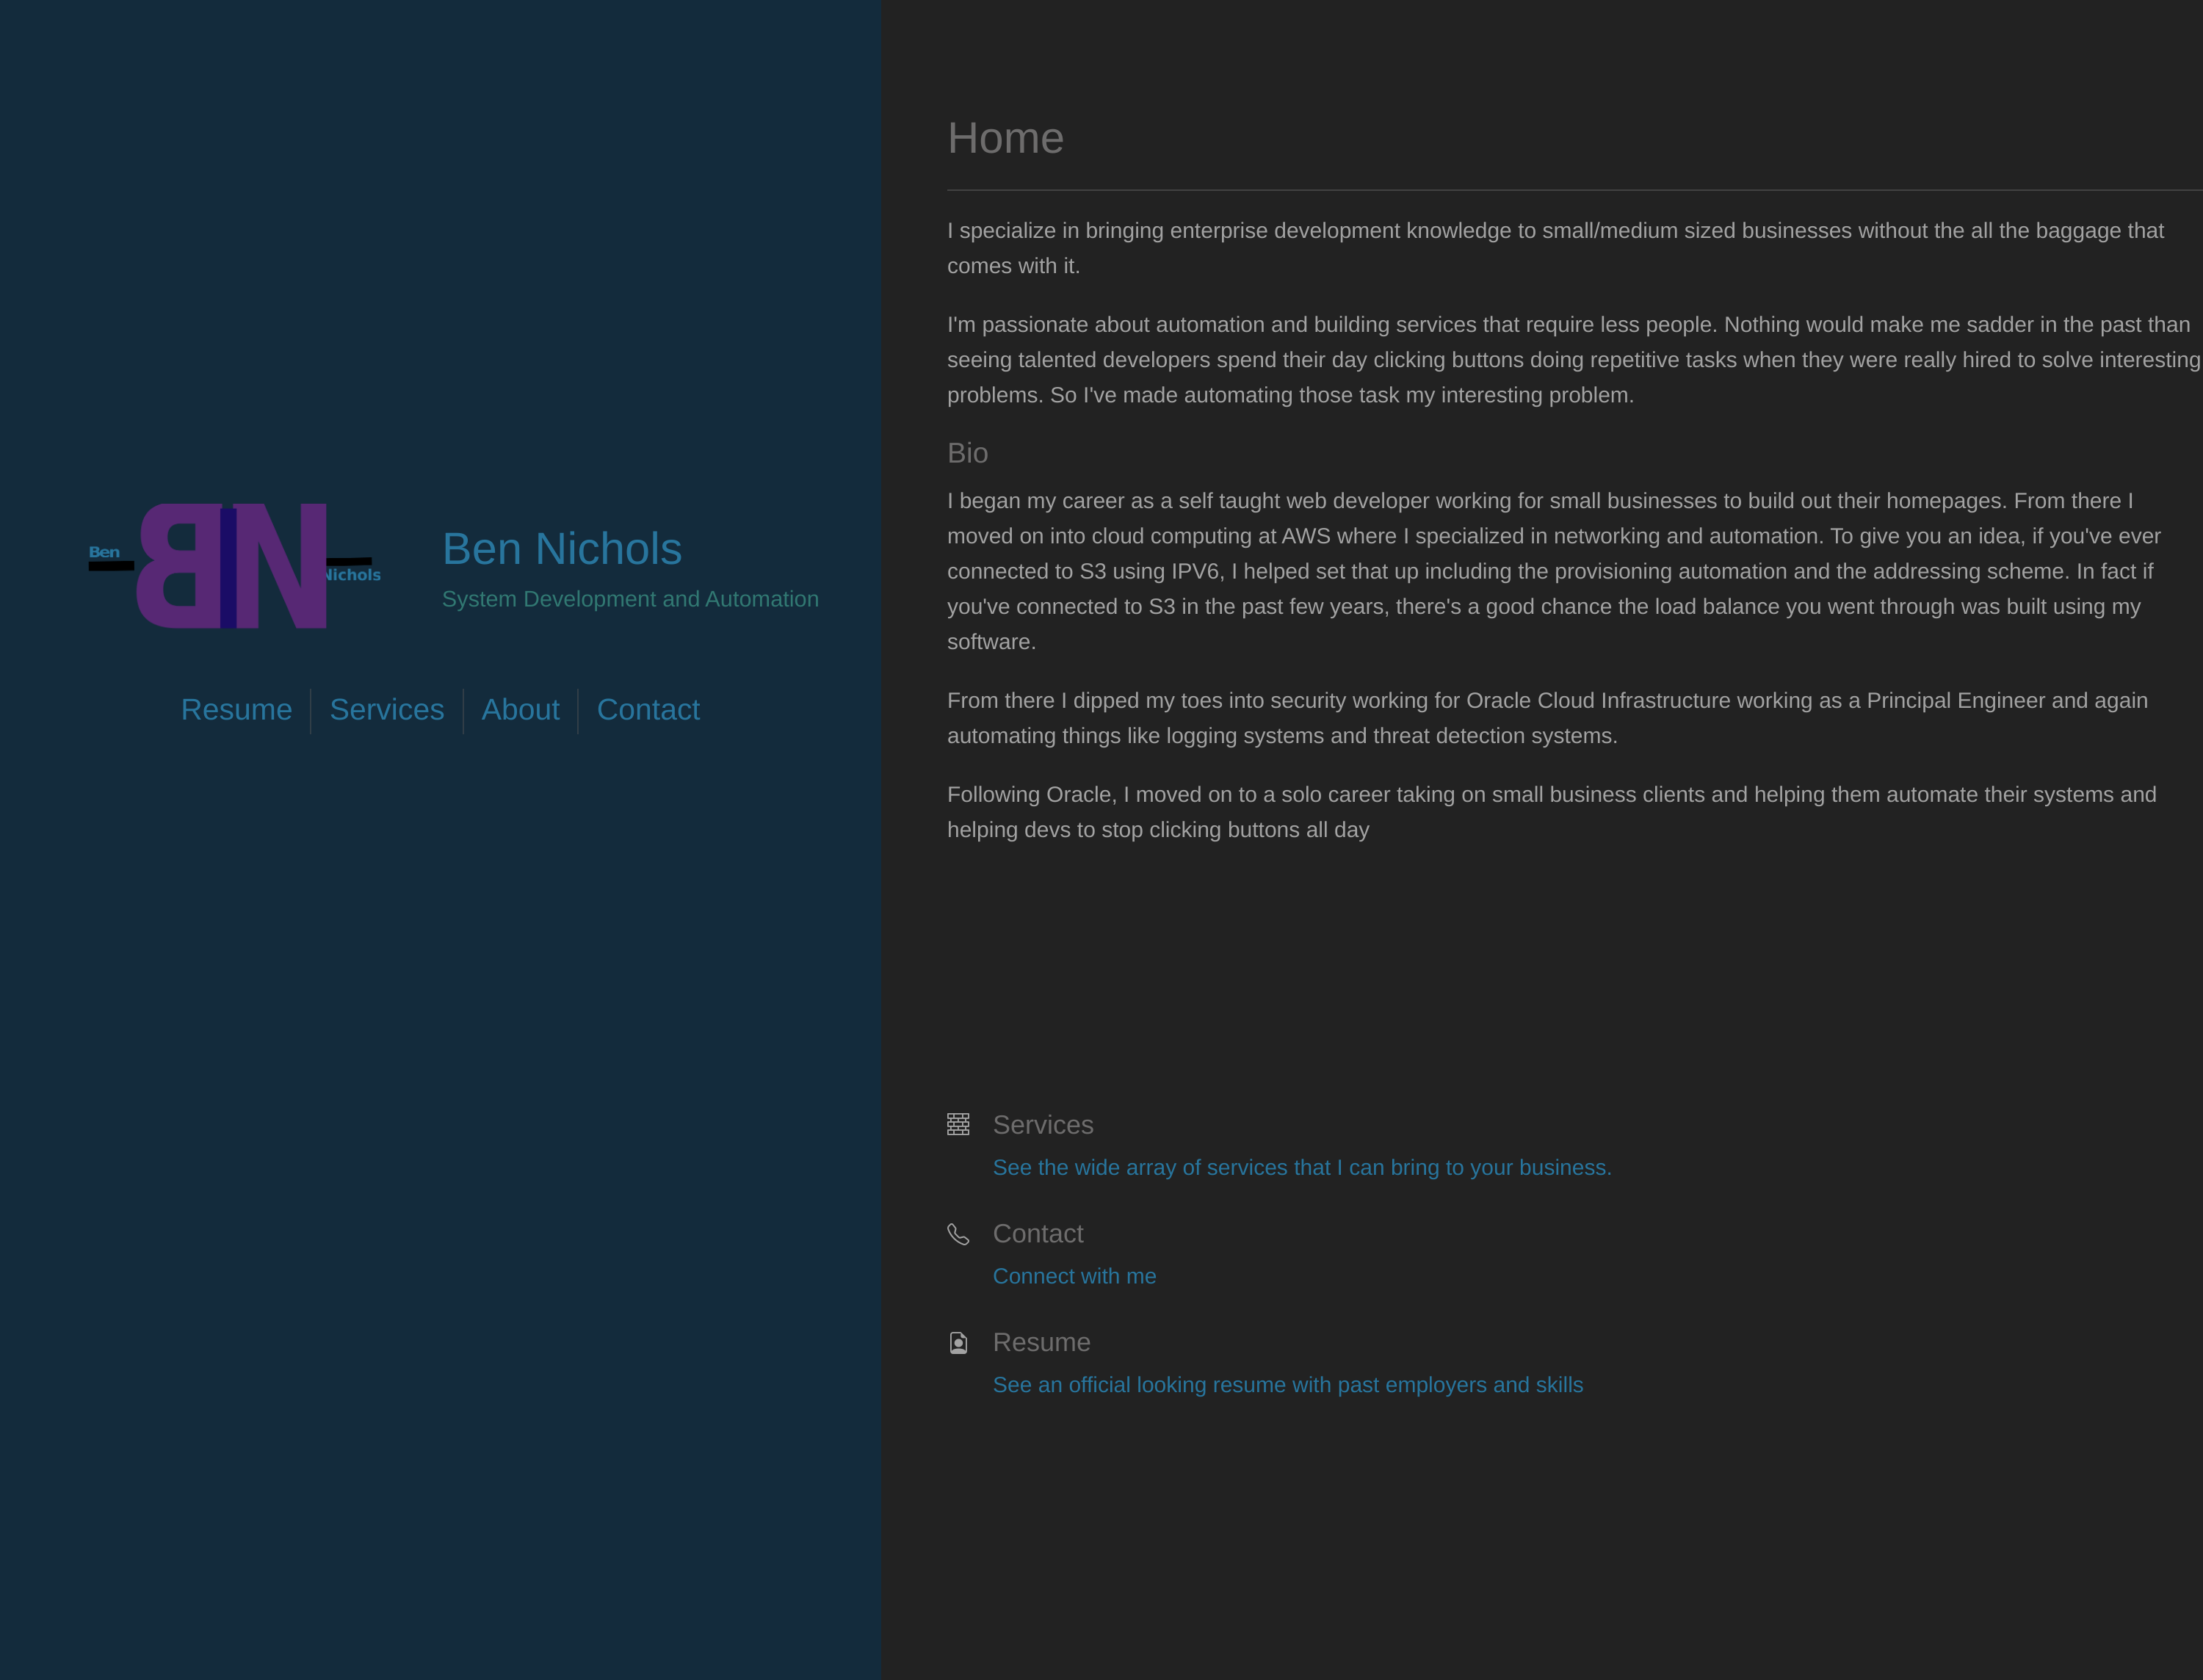 Ben
Nichols
Ben Nichols
System Development and Automation
Resume
Services
About
Contact
Home
I specialize in bringing enterprise development knowledge to small/medium sized businesses without the all the baggage that
comes with it.
I'm passionate about automation and building services that require less people. Nothing would make me sadder in the past than
seeing talented developers spend their day clicking buttons doing repetitive tasks when they were really hired to solve interesting
problems. So I've made automating those task my interesting problem.
Bio
I began my career as a self taught web developer working for small businesses to build out their homepages. From there I
moved on into cloud computing at AWS where I specialized in networking and automation. To give you an idea, if you've ever
connected to S3 using IPV6, I helped set that up including the provisioning automation and the addressing scheme. In fact if
you've connected to S3 in the past few years, there's a good chance the load balance you went through was built using my
software.
From there I dipped my toes into security working for Oracle Cloud Infrastructure working as a Principal Engineer and again
automating things like logging systems and threat detection systems.
Following Oracle, I moved on to a solo career taking on small business clients and helping them automate their systems and
helping devs to stop clicking buttons all day
Services
See the wide array of services that I can bring to your business.
Contact
Connect with me
Resume
See an official looking resume with past employers and skills